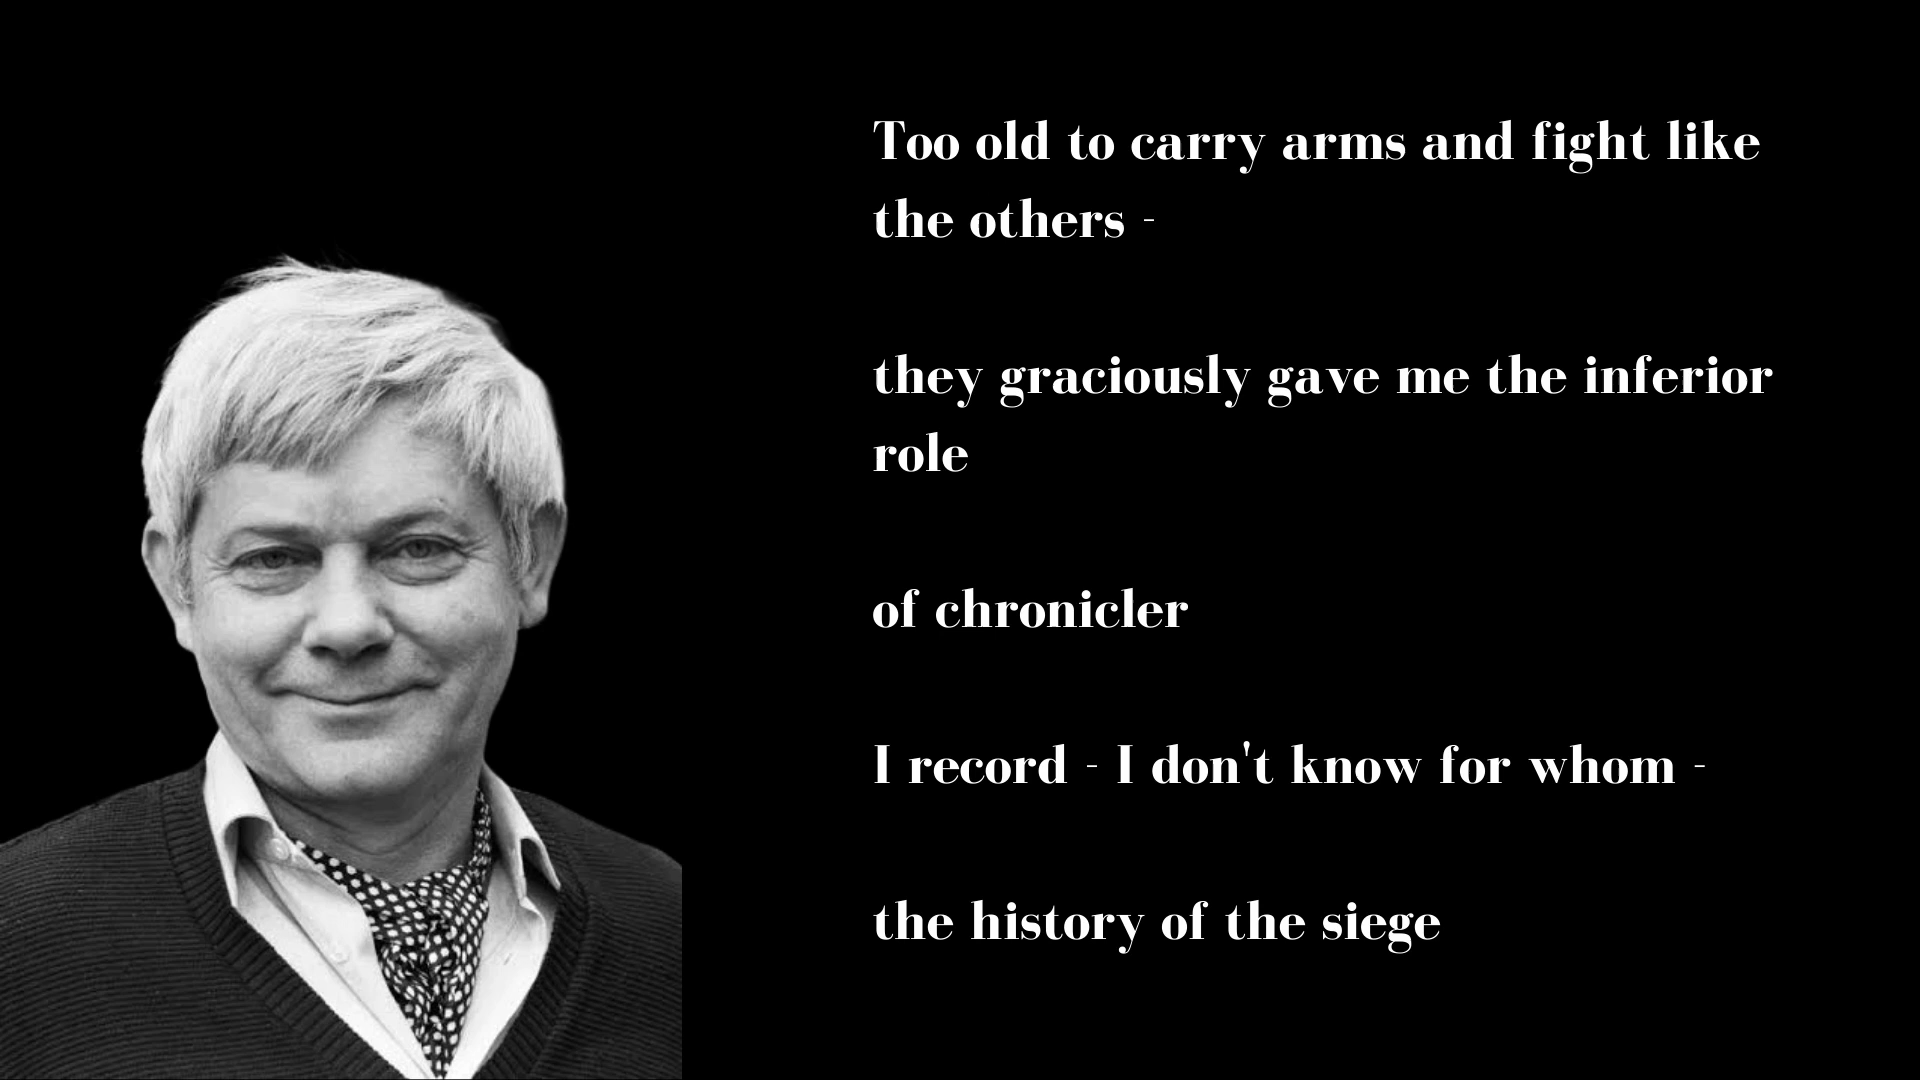 Too old to carry arms and fight like
the others -
they graciously gave me the inferior
role
of chronicler
I record - I don't know for whom -
the history of the siege